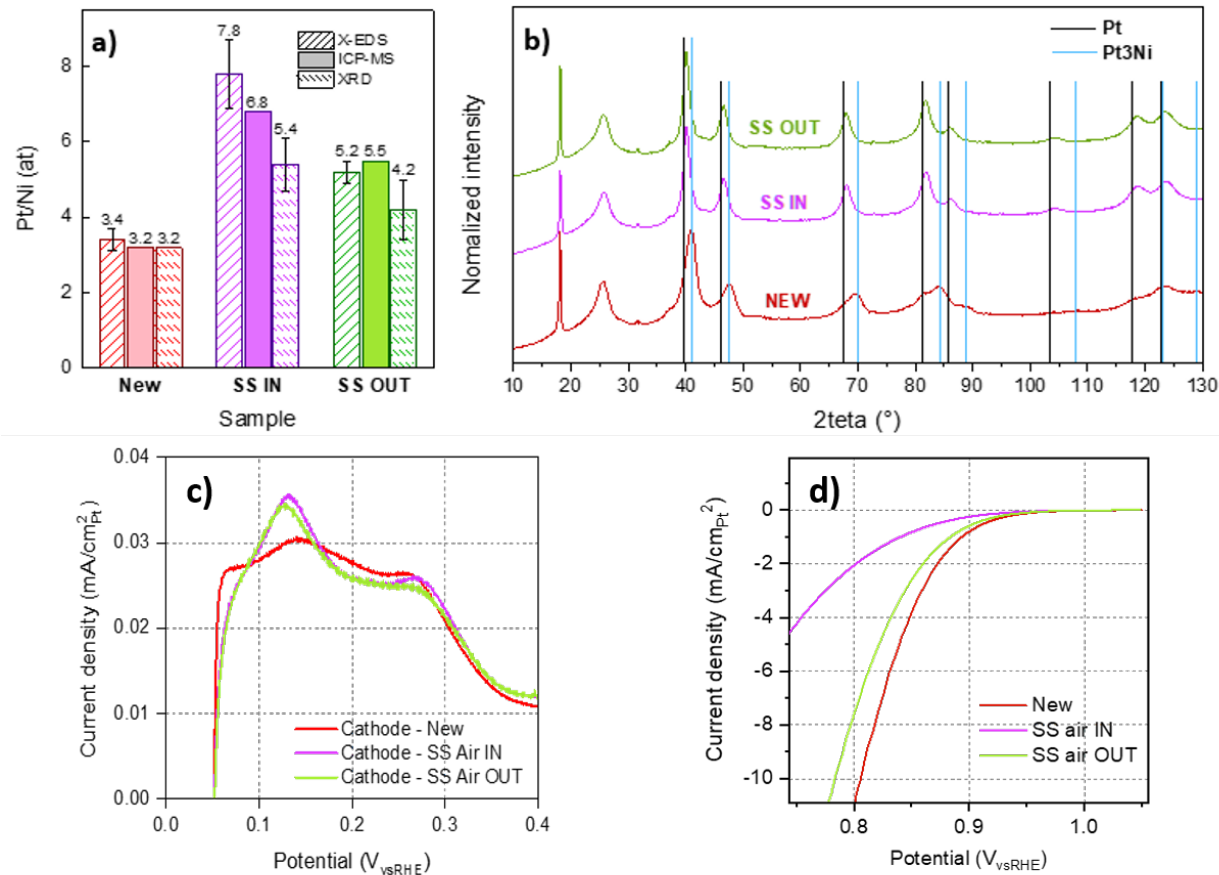 a)
X-EDS
ICP-MS
XRD
7.8
6.8
5.4
5.2
5.5
4.2
3.4
3.2
3.2
8
6
4
2
0
Pt/Ni (at)
New
SS IN
SS OUT
Sample
b)
Pt
Pt3Ni
SS OUT
SS IN
NEW
Nomalized intensity
10
20
30
40
50
60
70
80
90
100
110
120
130
2teta (°)
c)
0.04
0.03
0.02
0.01
0.00
Current density (mA/cm²Pt)
Cathode - New
Cathode - SS Air IN
Cathode - SS Air OUT
0.0
0.1
0.2
0.3
0.4
Potential (VvsRHE)
d)
0
-2
-4
-6
-8
-10
Current density (mA/cmPt²)
New
SS air IN
SS air OUT
0.8
0.9
1.0
Potential (VvsRHE)